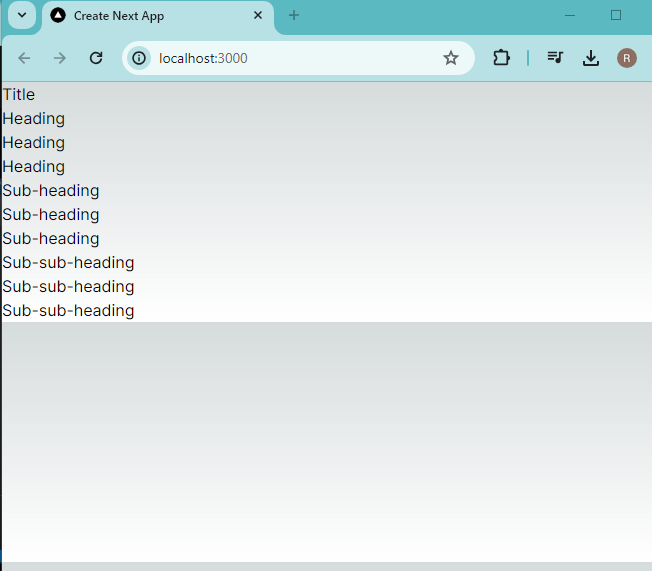 Create Next App
localhost:3000
R
Title
Heading
Heading
Heading
Sub-heading
Sub-heading
Sub-heading
Sub-sub-heading
Sub-sub-heading
Sub-sub-heading